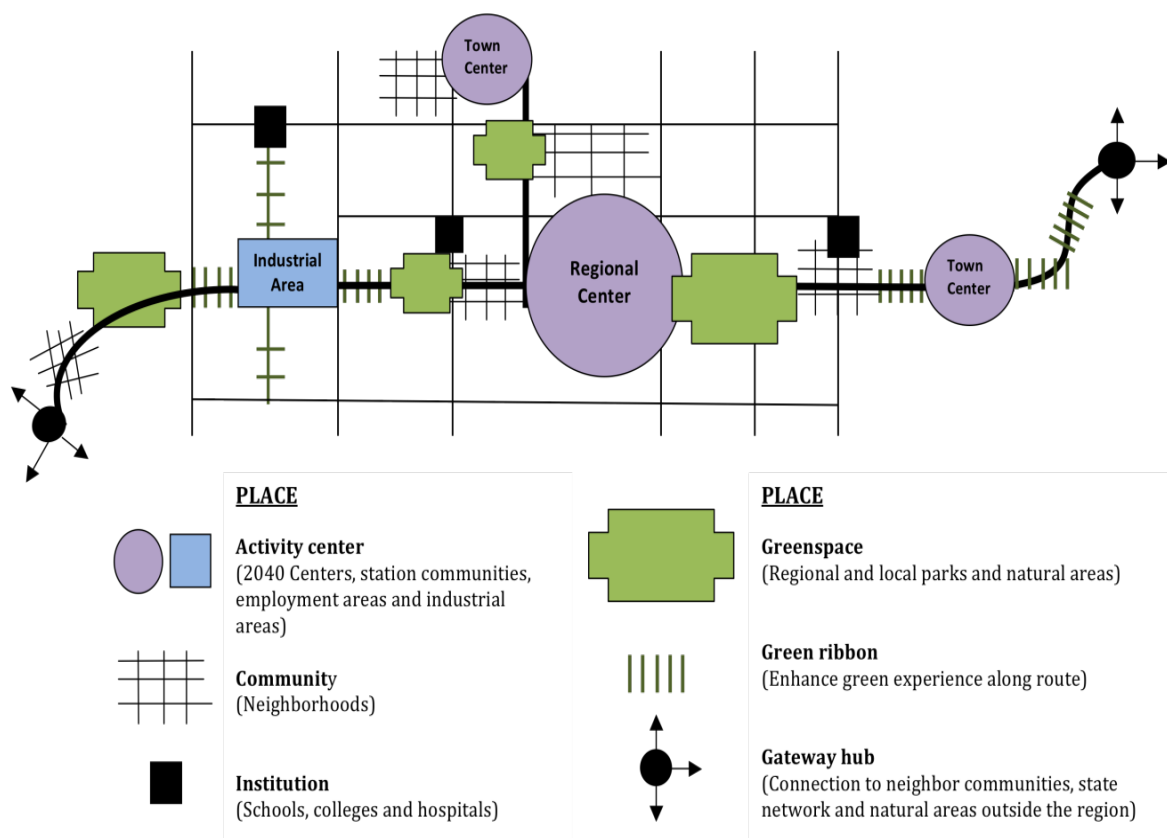 Town
Center
Industrial
Area
Regional
Center
Town
Center
PLACE
Activity center
(2040 Centers, station communities,
employment areas and industrial
areas)
Community
(Neighborhoods)
Institution
(Schools, colleges and hospitals)
PLACE
Greenspace
(Regional and local parks and natural areas)
Green ribbon
(Enhance green experience along route)
Gateway hub
(Connection to neighbor communities, state
network and natural areas outside the region)